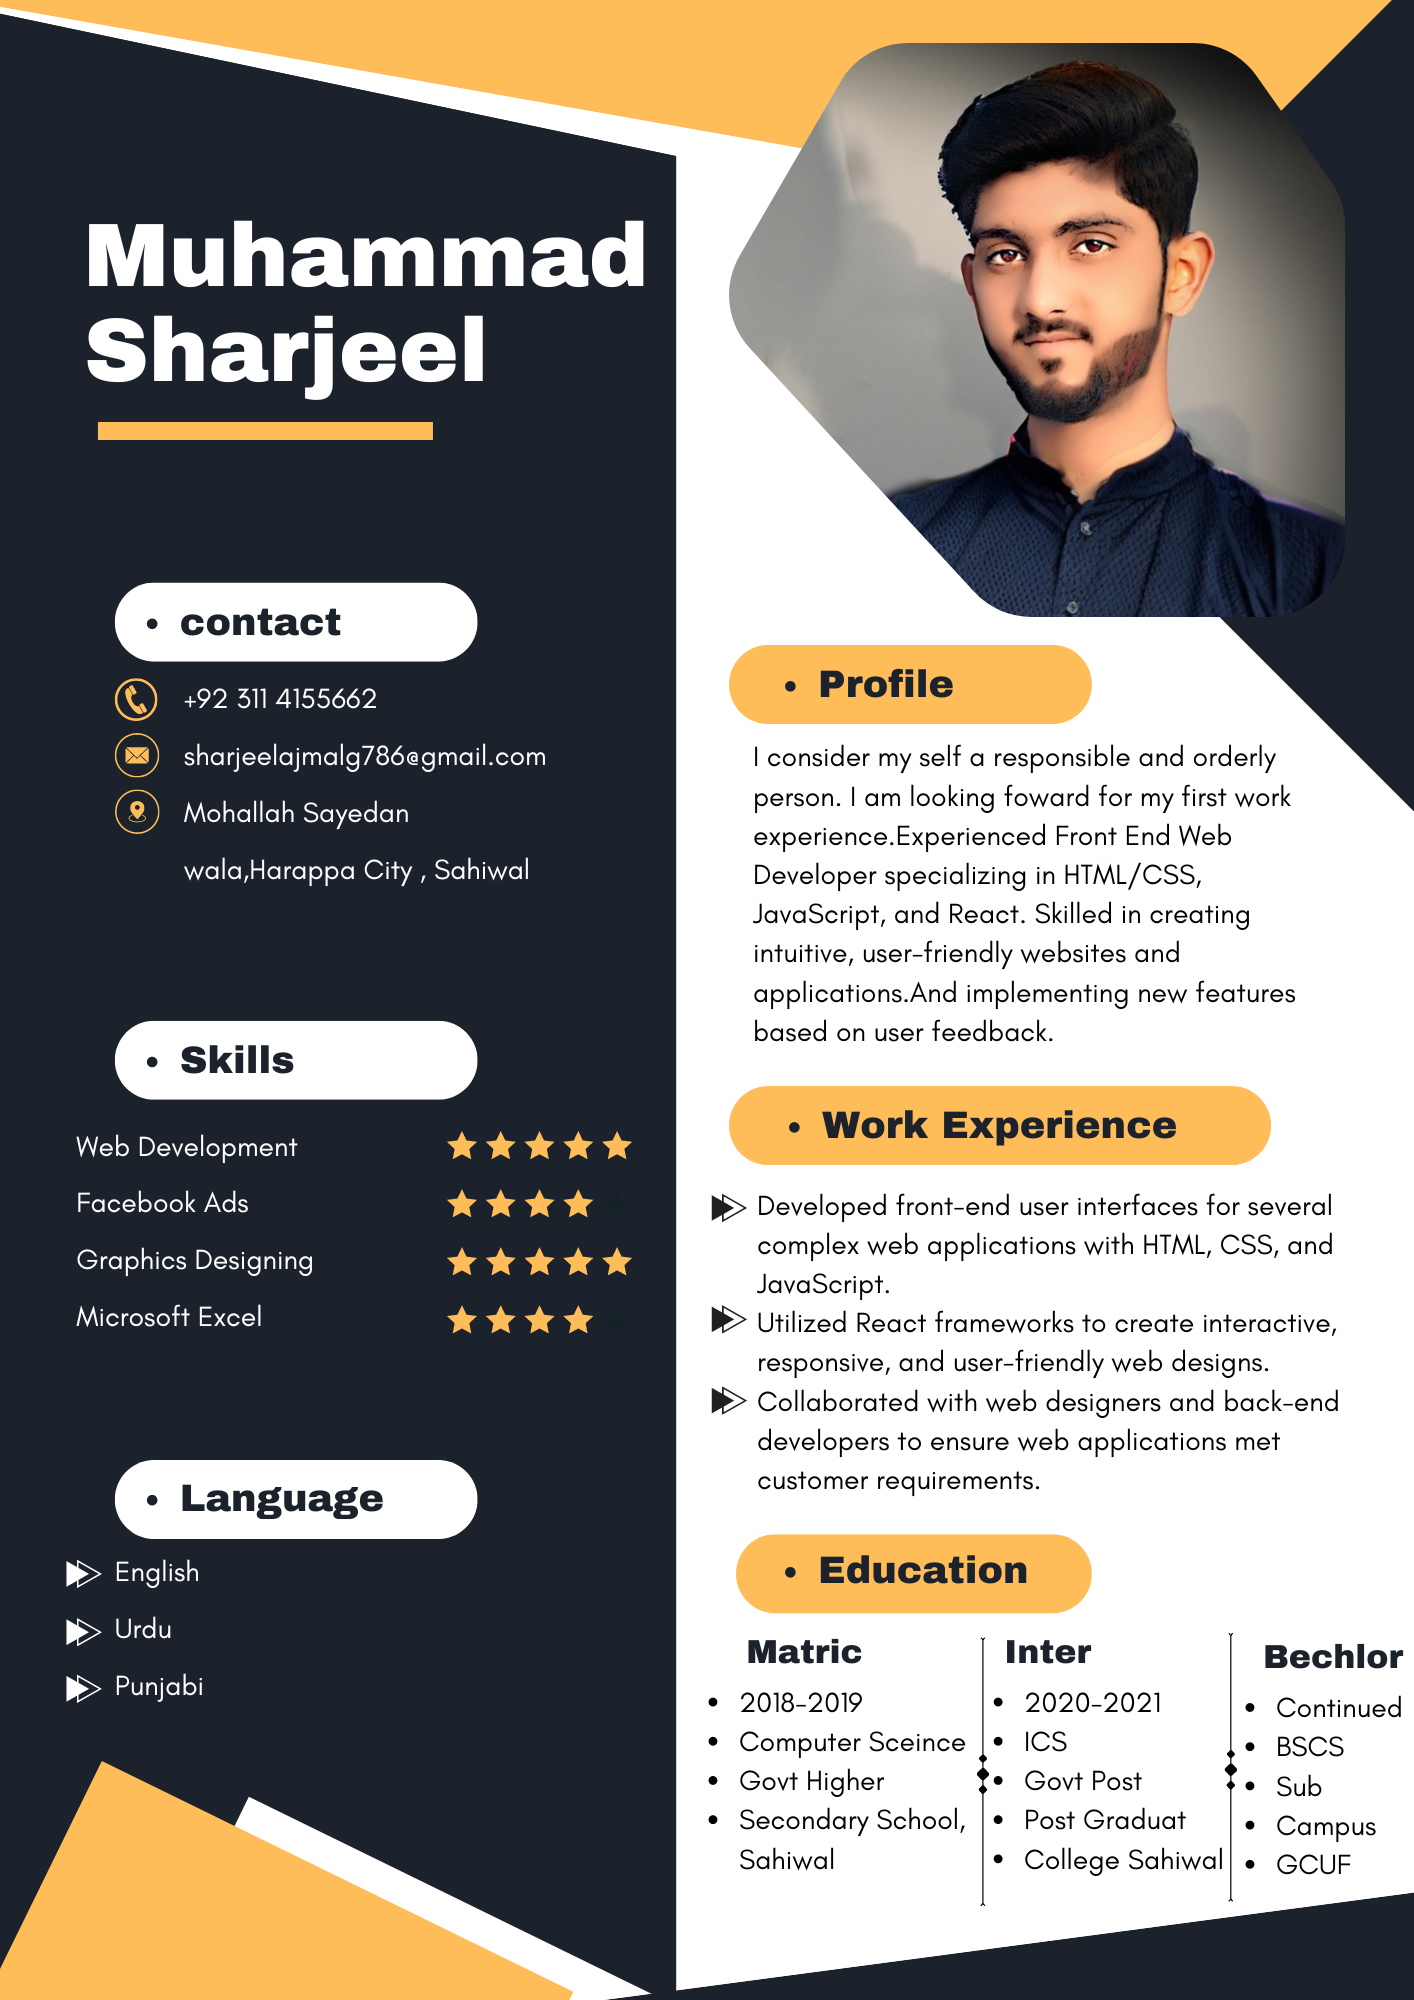 Muhammad
Sharjeel
• contact
+92 311 4155662
sharjeelajmalg786@gmail.com
Mohallah Sayedan
wala,Harappa City , Sahiwal
• Skills
Web Development
Facebook Ads
Graphics Designing
Microsoft Excel
• Language
English
Urdu
Punjabi
• Profile
I consider my self a responsible and orderly
person. I am looking foward for my first work
experience.Experienced Front End Web
Developer specializing in HTML/CSS,
JavaScript, and React. Skilled in creating
intuitive, user-friendly websites and
applications.And implementing new features
based on user feedback.
• Work Experience
Developed front-end user interfaces for several
complex web applications with HTML, CSS, and
JavaScript.
Utilized React frameworks to create interactive,
responsive, and user-friendly web designs.
Collaborated with web designers and back-end
developers to ensure web applications met
customer requirements.
• Education
Matric
• 2018-2019
• Computer Sceince
• Govt Higher
• Secondary School,
Sahiwal
Inter
• 2020-2021
• ICS
• Govt Post
• Post Graduat
• College Sahiwal
Bechlor
• Continued
• BSCS
• Sub
• Campus
• GCUF